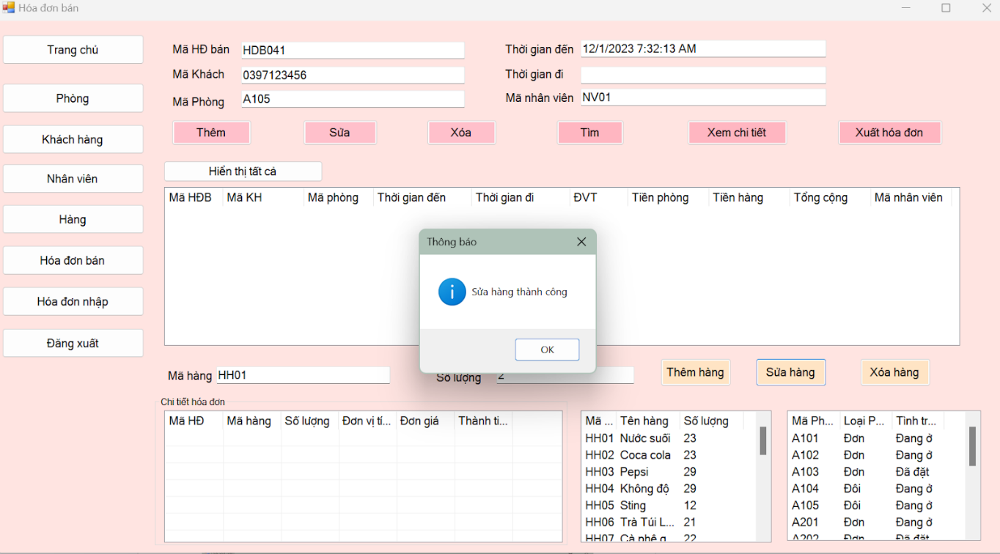 Hóa đơn bán
Trang chủ
Phòng
Khách hàng
Nhân viên
Hàng
Hóa đơn bán
Hóa đơn nhập
Đăng xuất
Mã HĐ bán HDB041
Mã Khách 0397123456
Mã Phòng A105
Thời gian đến 12/1/2023 7:32:13 AM
Thời gian đi
Mã nhân viên NV01
Thêm Sửa Xóa Tìm Xem chi tiết Xuất hóa đơn
Hiển thị tất cả
Mã HĐB Mã KH Mã phòng Thời gian đến Thời gian đi ĐVT Tiền phòng Tiền hàng Tổng cộng Mã nhân viên
Thông báo
Sửa hàng thành công
OK
Mã hàng HH01 Số lượng 2 Thêm hàng Sửa hàng Xóa hàng
Chi tiết hóa đơn
Mã HĐ Mã hàng Số lượng Đơn vị tí... Đơn giá Thành ti...
Mã ... Tên hàng Số lượng
HH01 Nước suối 23
HH02 Coca cola 23
HH03 Pepsi 29
HH04 Không độ 29
HH05 Sting 12
HH06 Trà Túi L... 21
HH07 Cà phê g... 22
Mã Ph... Loại P... Tình tr...
A101 Đơn Đang ở
A102 Đơn Đang ở
A103 Đơn Đã đặt
A104 Đôi Đang ở
A105 Đôi Đang ở
A201 Đơn Đang ở
A202 Đơn Đã đặt